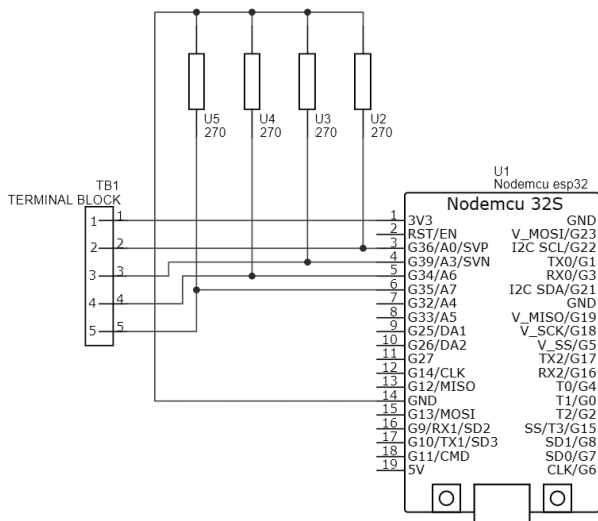 U5
270
U4
270
U3
270
U2
270
TB1
TERMINAL BLOCK
1 1
2 2
3 3
4 4
5 5
U1
Nodemcu esp32
Nodemcu 32S
1 3V3 GND
2 RST/EN V_MOSI/G23
3 G36/A0/SVP I2C SCL/G22
4 G39/A3/SVN TX0/G1
5 G34/A6 RX0/G3
6 G35/A7 I2C SDA/G21
7 G32/A4 GND
8 G33/A5 V_MISO/G19
9 G25/DA1 V_SCK/G18
10 G26/DA2 V_SS/G5
11 G27 TX2/G17
12 G14/CLK RX2/G16
13 G12/MISO T0/G4
14 GND T1/G0
15 G13/MOSI T2/G2
16 G9/RX1/SD2 SS/T3/G15
17 G10/TX1/SD3 SD1/G8
18 G11/CMD SD0/G7
19 5V CLK/G6